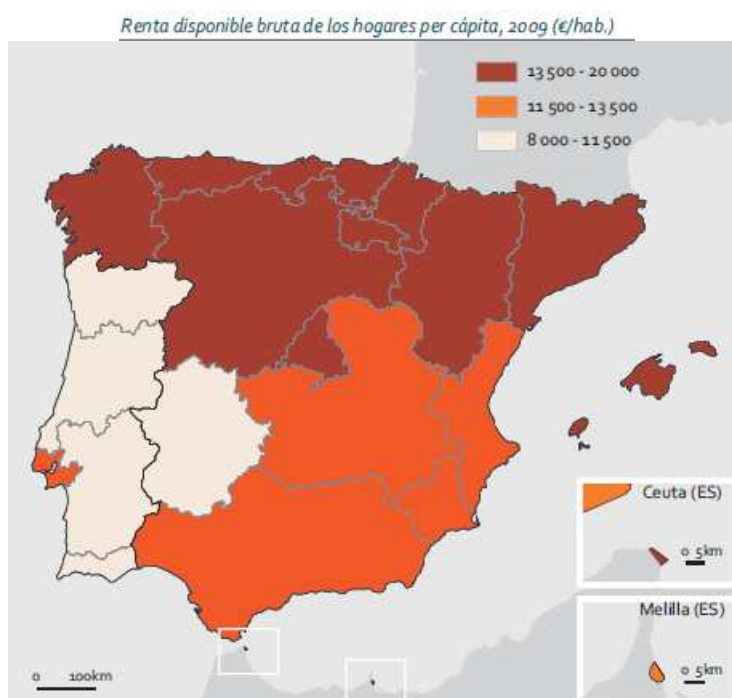 Renta disponible bruta de los hogares per cápita, 2009 (€/hab.)
13 500 - 20 000
11 500 - 13 500
8 000 - 11 500
Ceuta (ES)
0 5km
Melilla (ES)
0 5km
0 100km